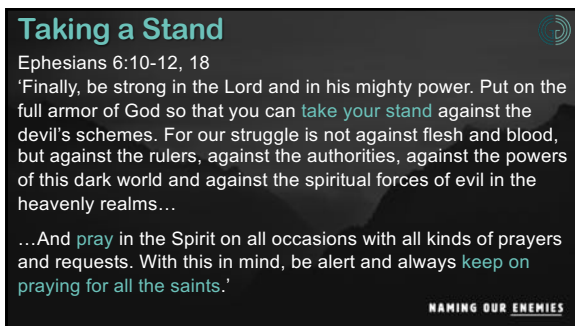 Taking a Stand
Ephesians 6:10-12, 18
‘Finally, be strong in the Lord and in his mighty power. Put on the
full armor of God so that you can take your stand against the
devil’s schemes. For our struggle is not against flesh and blood,
but against the rulers, against the authorities, against the powers
of this dark world and against the spiritual forces of evil in the
heavenly realms…
…And pray in the Spirit on all occasions with all kinds of prayers
and requests. With this in mind, be alert and always keep on
praying for all the saints.’
NAMING OUR ENEMIES